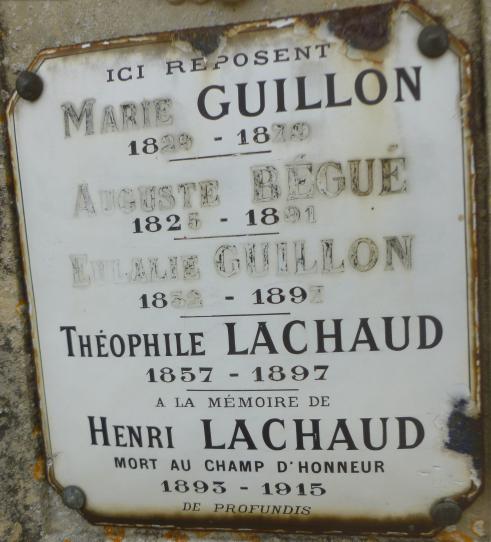 ICI REPOSENT
MARIE GUILLON
AUGUSTE BÉGUÉ
1825 - 1891
EULALIE GUILLON
THÉOPHILE LACHAUD
1857 - 1897
A LA MÉMOIRE DE
HENRI LACHAUD
MORT AU CHAMP D'HONNEUR
1893 - 1915
DE PROFUNDIS